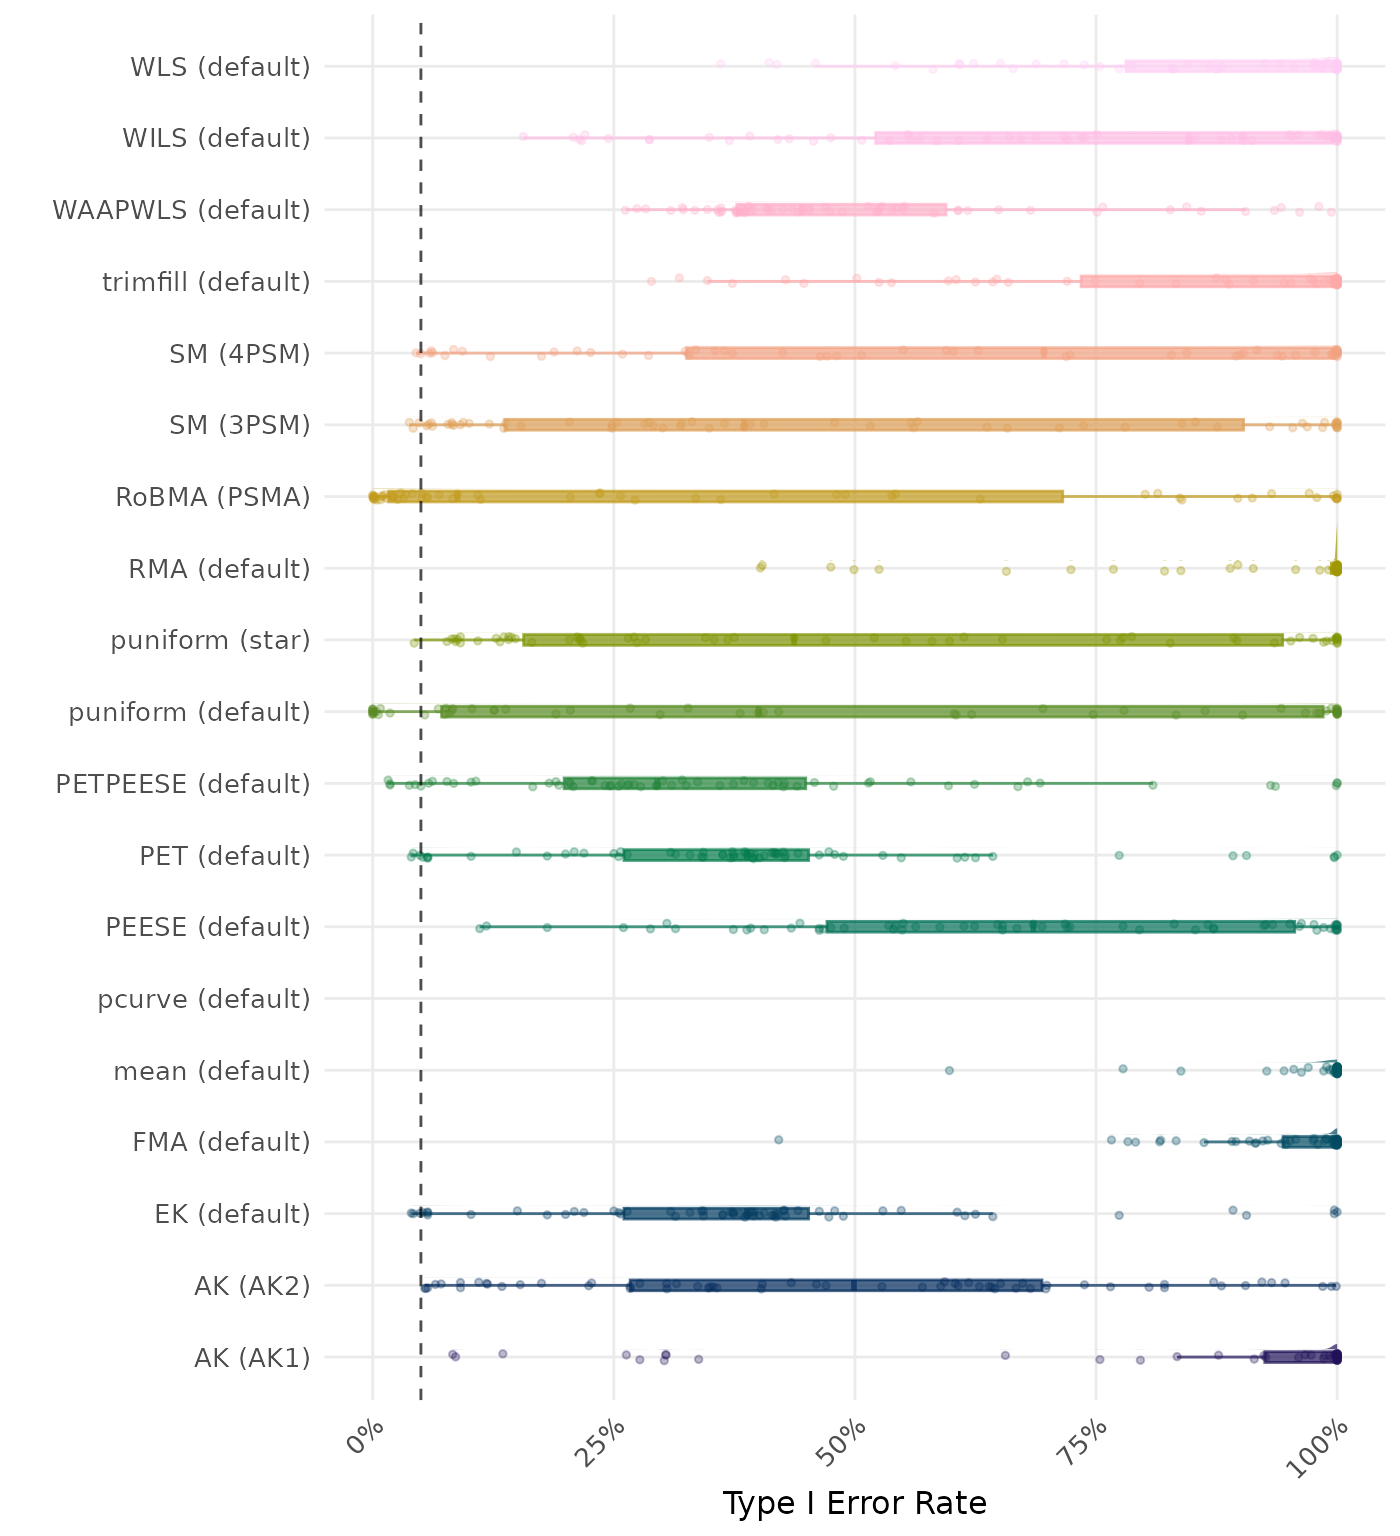 WLS (default)
WILS (default)
WAAPWLS (default)
trimfill (default)
SM (4PSM)
SM (3PSM)
RoBMA (PSMA)
RMA (default)
puniform (star)
puniform (default)
PETPEESE (default)
PET (default)
PEESE (default)
pcurve (default)
mean (default)
FMA (default)
EK (default)
AK (AK2)
AK (AK1)
0% 25% 50% 75% 100%
Type I Error Rate